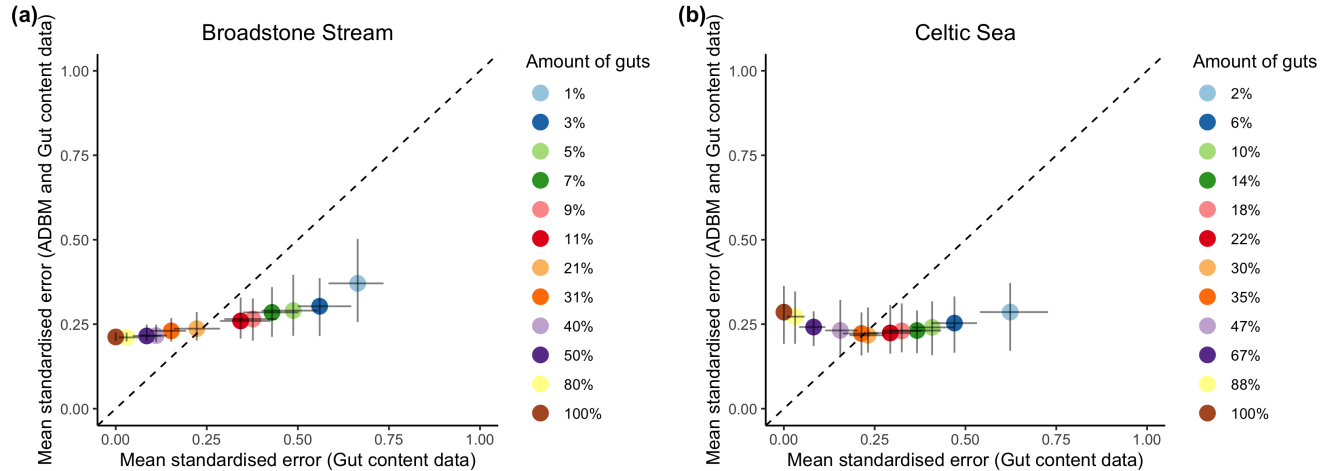 (a)
Broadstone Stream
Mean standardised error (ADBM and Gut content data)
1.00
0.75
0.50
0.25
0.00
0.00 0.25 0.50 0.75 1.00
Mean standardised error (Gut content data)
Amount of guts
1%
3%
5%
7%
9%
11%
21%
31%
40%
50%
80%
100%
(b)
Celtic Sea
Mean standardised error (ADBM and Gut content data)
1.00
0.75
0.50
0.25
0.00
0.00 0.25 0.50 0.75 1.00
Mean standardised error (Gut content data)
Amount of guts
2%
6%
10%
14%
18%
22%
30%
35%
47%
67%
88%
100%